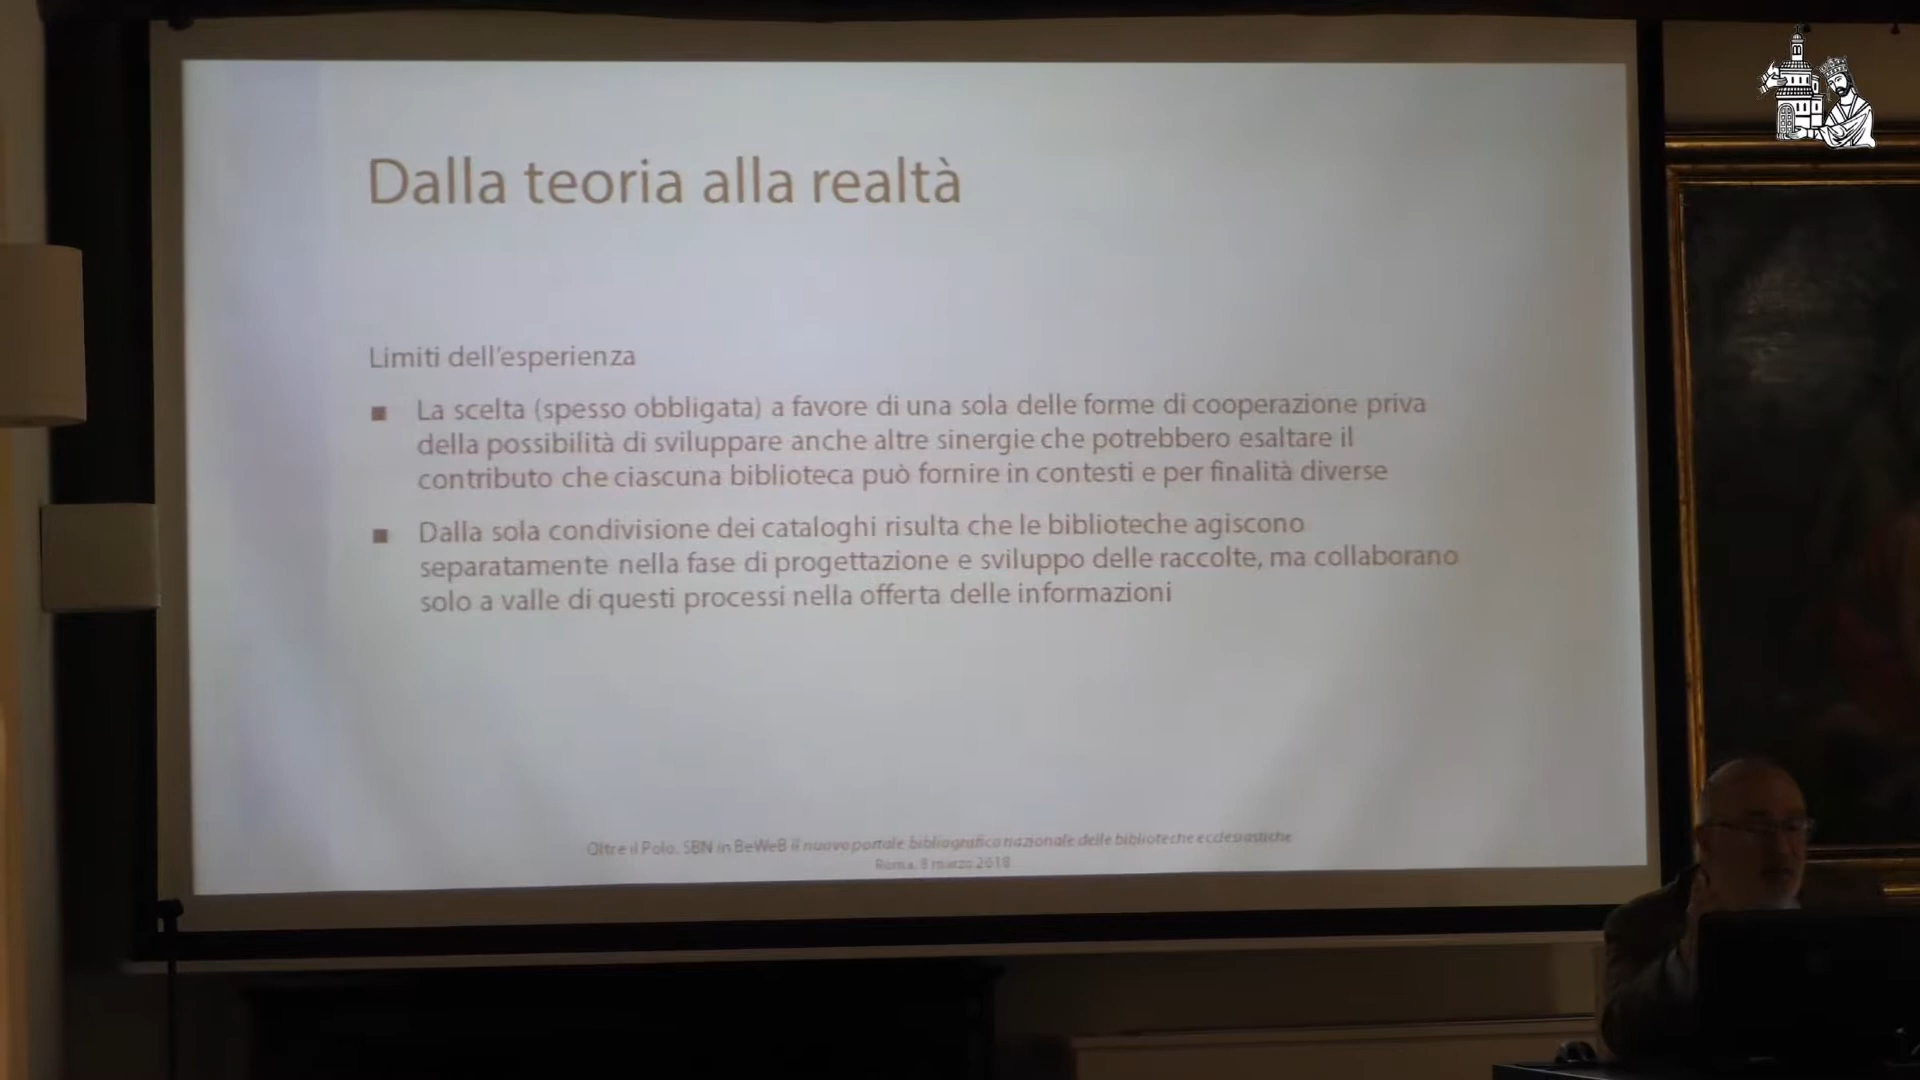 Dalla teoria alla realtà
Limiti dell'esperienza
■ La scelta (spesso obbligata) a favore di una sola delle forme di cooperazione priva
della possibilità di sviluppare anche altre sinergie che potrebbero esaltare il
contributo che ciascuna biblioteca può fornire in contesti e per finalità diverse
■ Dalla sola condivisione dei cataloghi risulta che le biblioteche agiscono
separatamente nella fase di progettazione e sviluppo delle raccolte, ma collaborano
solo a valle di questi processi nella offerta delle informazioni
Oltre il Polo. SBN in BeWeB il nuovo portale bibliografico nazionale delle biblioteche ecclesiastiche
Roma, 8 marzo 2018